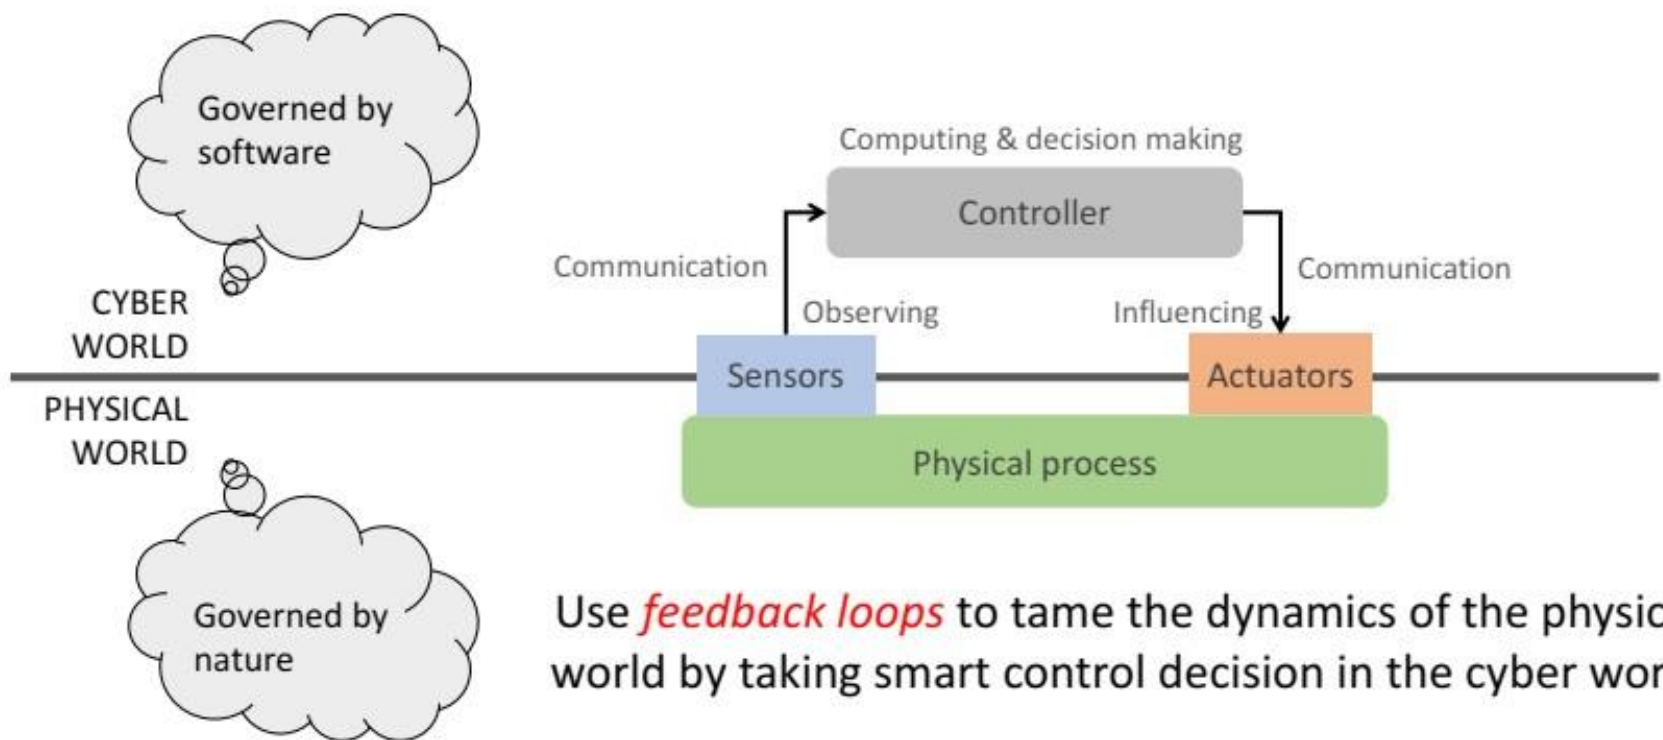 Governed by
software
Computing & decision making
Controller
Communication
Communication
Observing
Influencing
CYBER
WORLD
Sensors
Actuators
PHYSICAL
WORLD
Physical process
Governed by
nature
Use feedback loops to tame the dynamics of the physic
world by taking smart control decision in the cyber wor